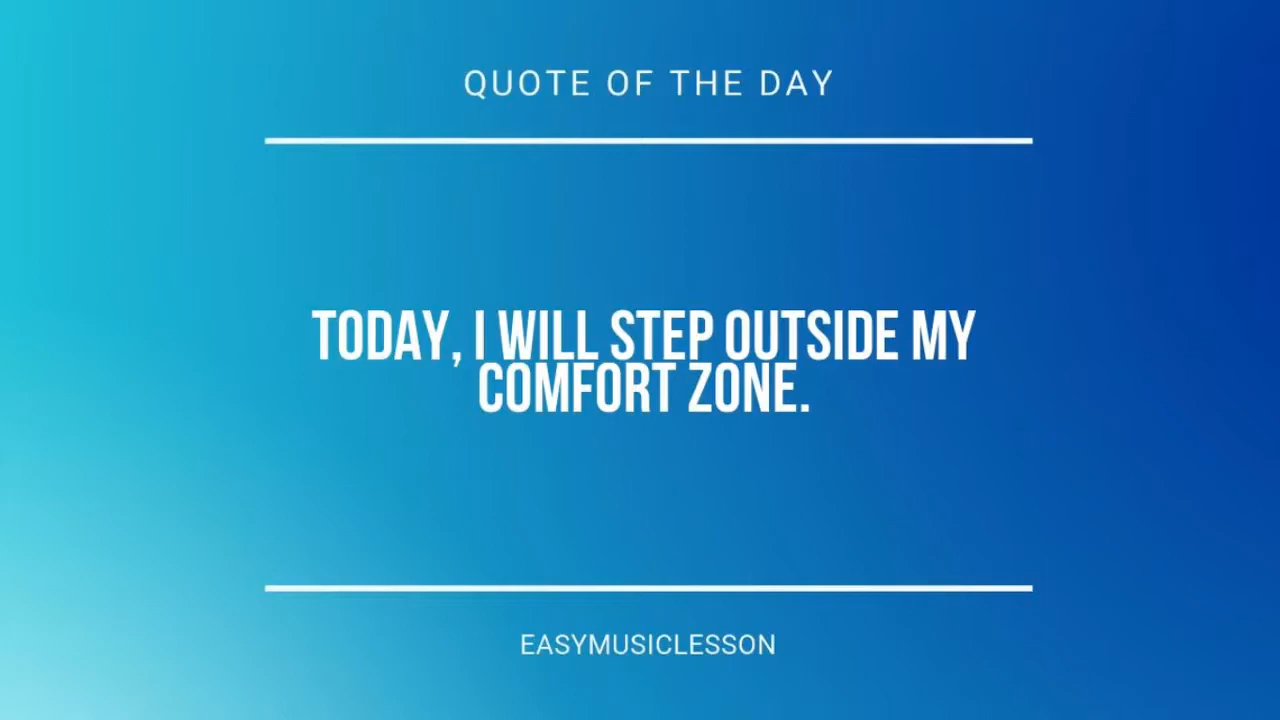 QUOTE OF THE DAY
TODAY, I WILL STEP OUTSIDE MY
COMFORT ZONE.
EASYMUSICLESSON